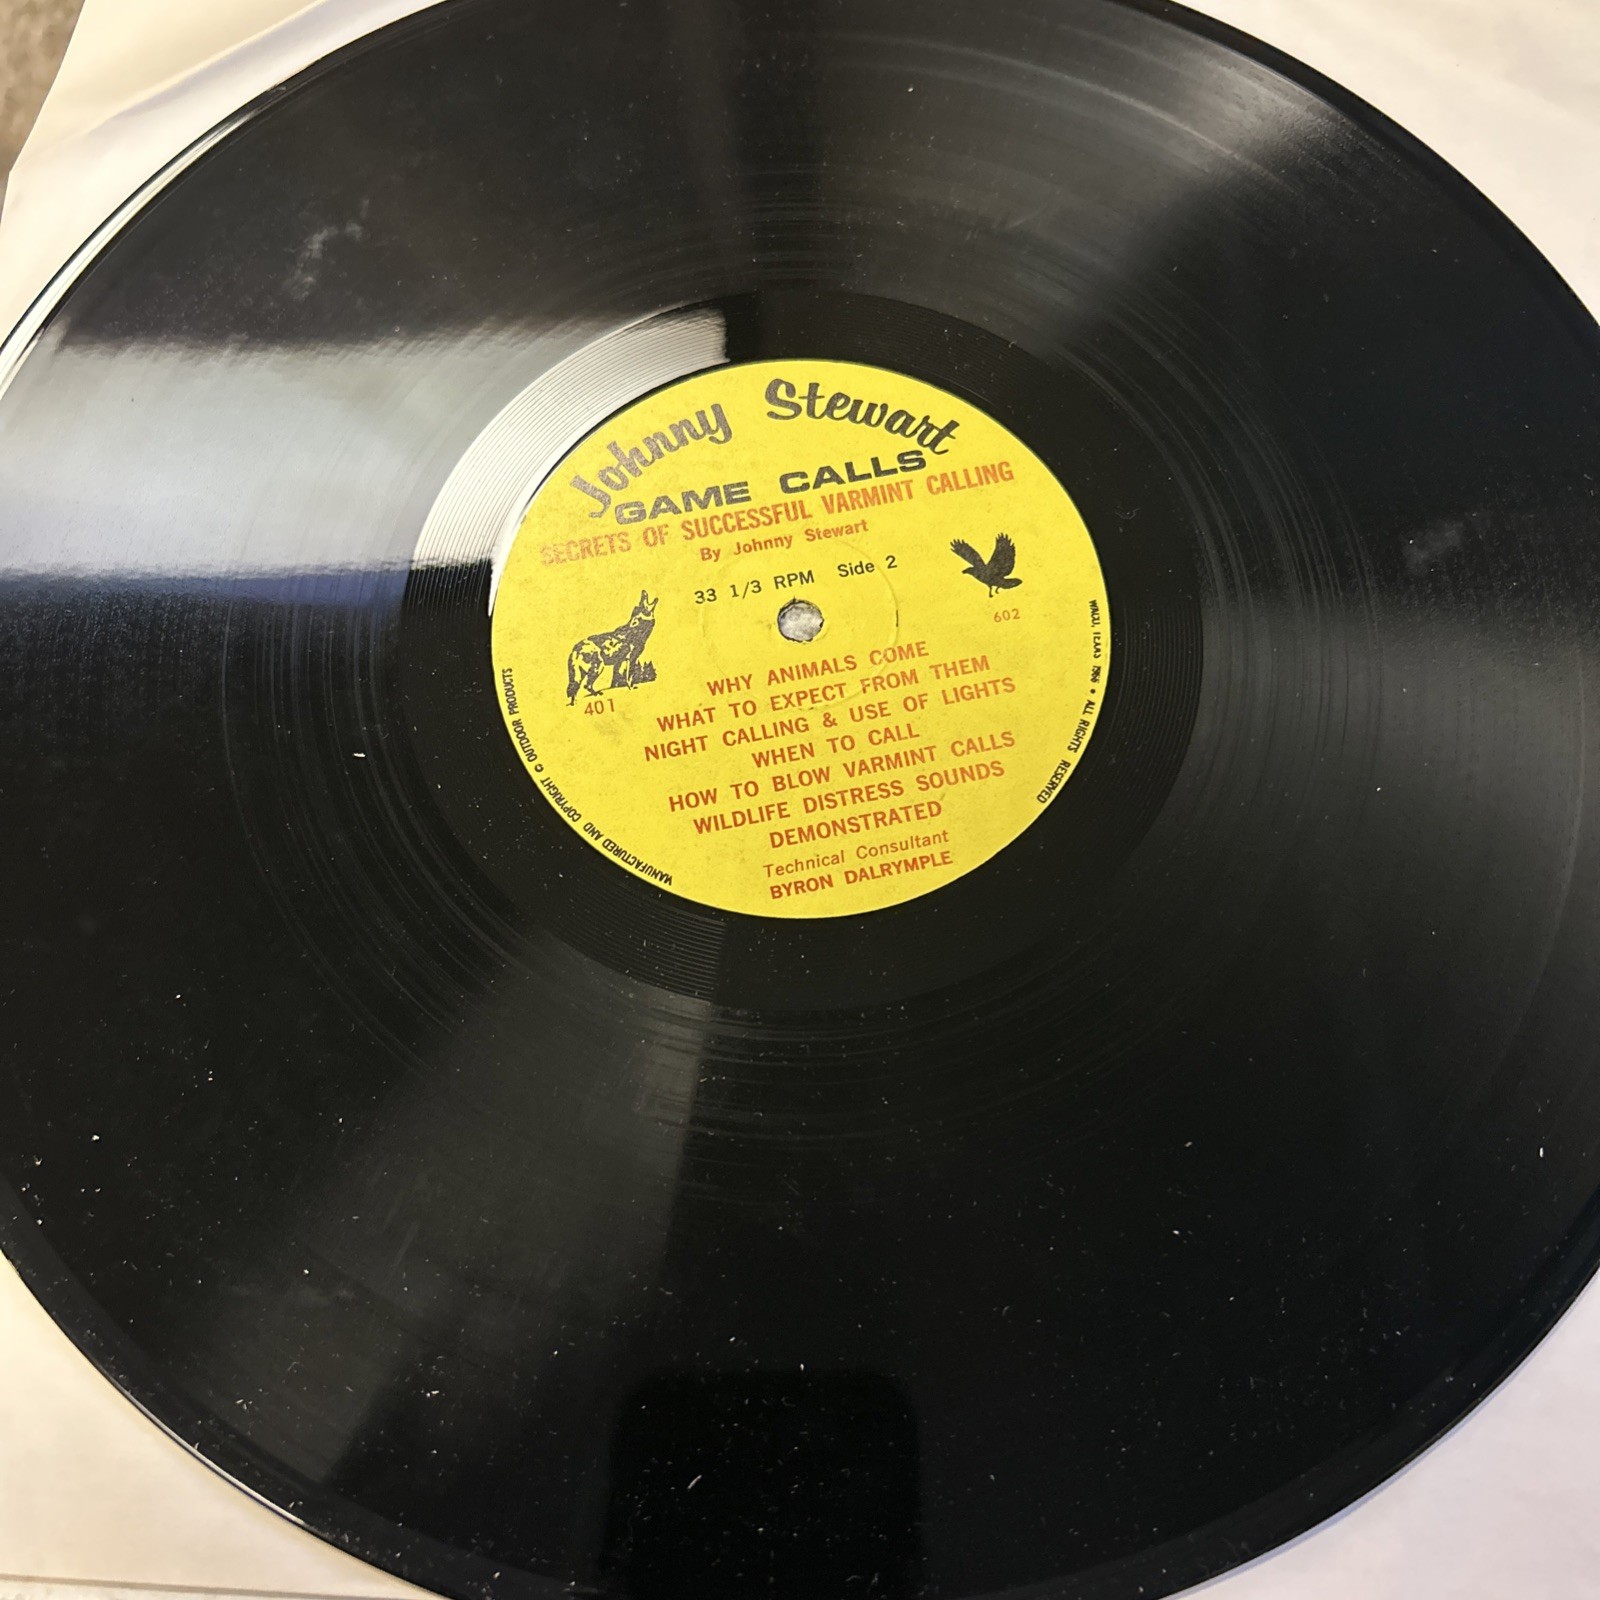 Johnny Stewart
GAME CALLS
SECRETS OF SUCCESSFUL VARMINT CALLING
By Johnny Stewart
33 1/3 RPM Side 2
401
602
WHY ANIMALS COME
WHAT TO EXPECT FROM THEM
NIGHT CALLING & USE OF LIGHTS
WHEN TO CALL
HOW TO BLOW VARMINT CALLS
WILDLIFE DISTRESS SOUNDS
DEMONSTRATED
Technical Consultant
BYRON DALRYMPLE
MANUFACTURED AND COPYRIGHT © OUTDOOR PRODUCTS
WACO, TEXAS 1966 • ALL RIGHTS RESERVED